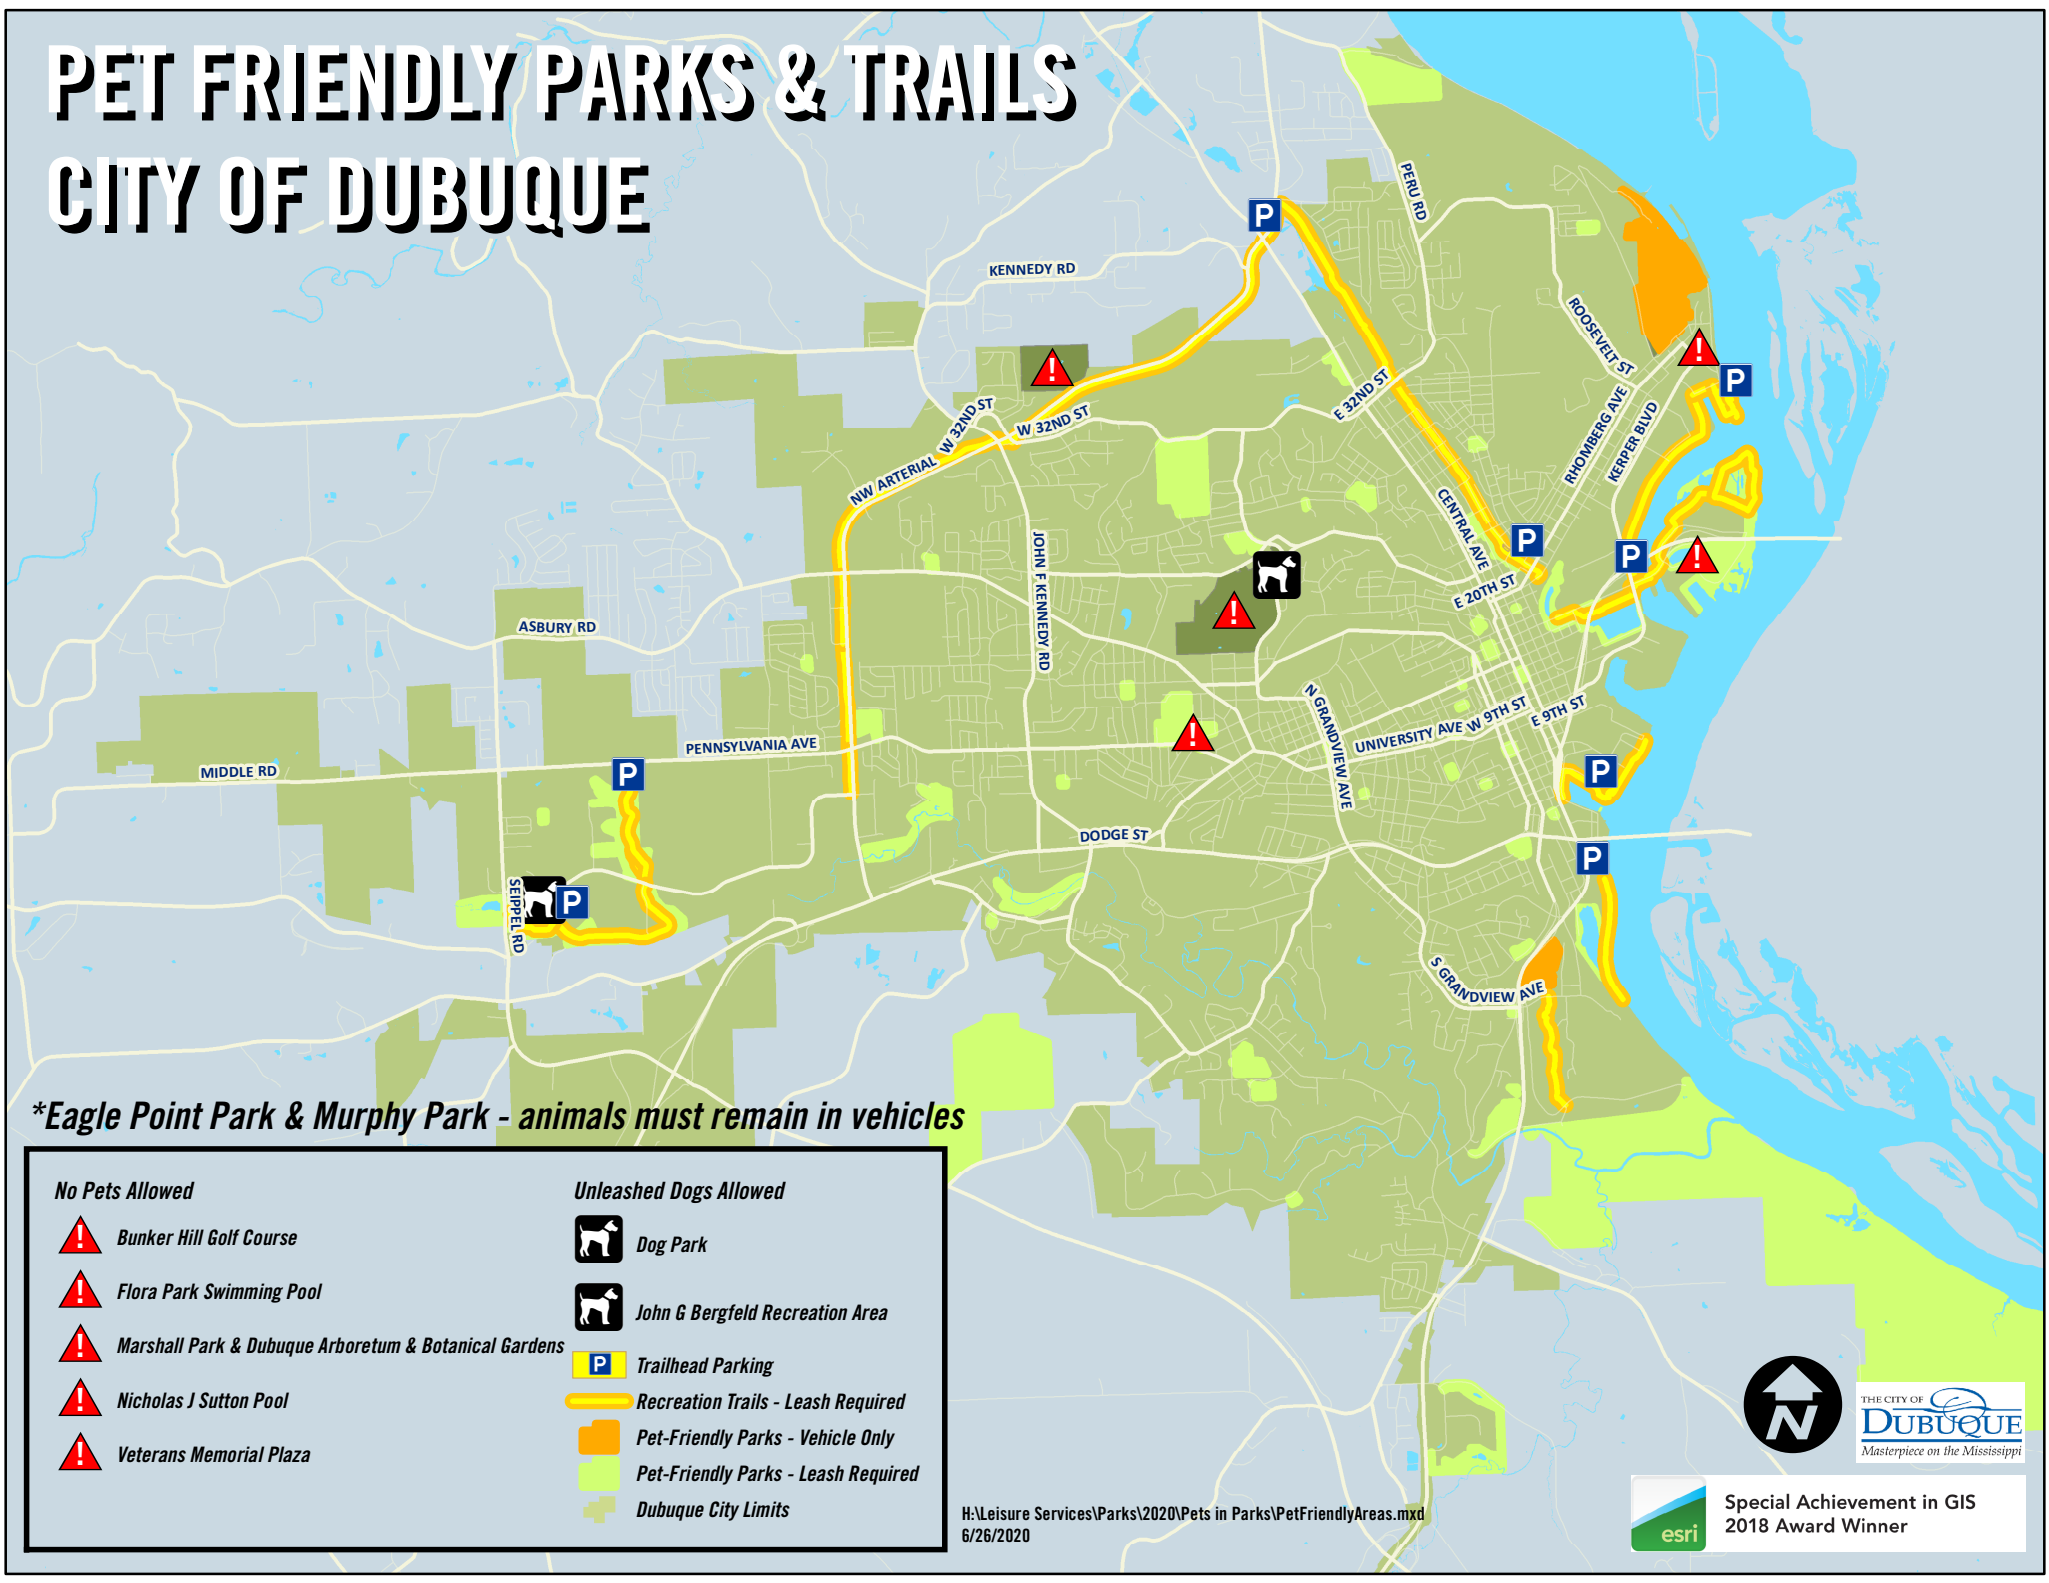 PET FRIENDLY PARKS & TRAILS
CITY OF DUBUQUE
P
PERU RD
KENNEDY RD
ROOSEVELT ST
!
!
P
E 32ND ST
W 32ND ST
W 32ND ST
RHOMBERG AVE
KERPER BLVD
NW ARTERIAL
CENTRAL AVE
JOHN F KENNEDY RD
P
P
!
E 20TH ST
!
ASBURY RD
N GRANDVIEW AVE
UNIVERSITY AVE
W 9TH ST
E 9TH ST
!
PENNSYLVANIA AVE
MIDDLE RD
P
P
DODGE ST
P
SEIPPEL RD
P
S GRANDVIEW AVE
*Eagle Point Park & Murphy Park - animals must remain in vehicles
No Pets Allowed
! Bunker Hill Golf Course
! Flora Park Swimming Pool
! Marshall Park & Dubuque Arboretum & Botanical Gardens
! Nicholas J Sutton Pool
! Veterans Memorial Plaza
Unleashed Dogs Allowed
Dog Park
John G Bergfeld Recreation Area
P Trailhead Parking
Recreation Trails - Leash Required
Pet-Friendly Parks - Vehicle Only
Pet-Friendly Parks - Leash Required
Dubuque City Limits
H:\Leisure Services\Parks\2020\Pets in Parks\PetFriendlyAreas.mxd
6/26/2020
N
THE CITY OF
DUBUQUE
Masterpiece on the Mississippi
esri
Special Achievement in GIS
2018 Award Winner